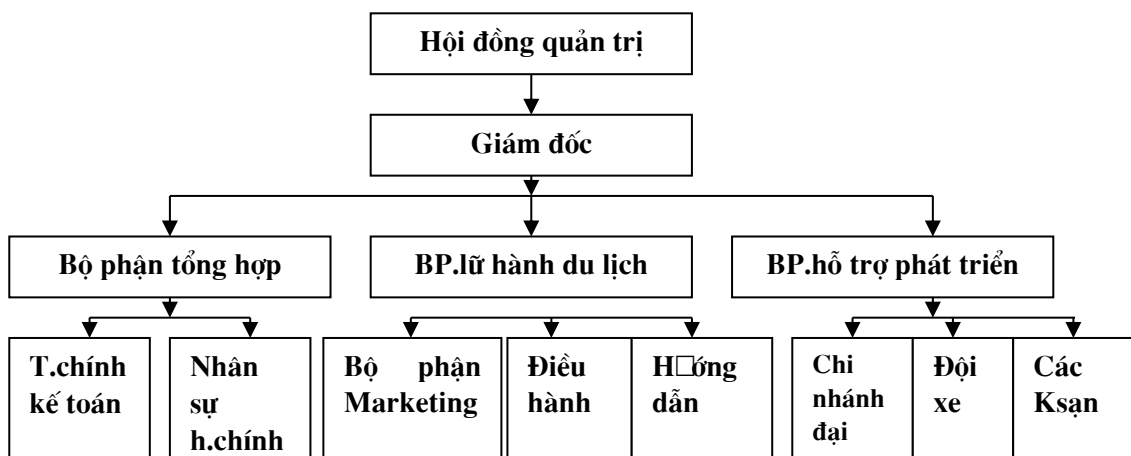 Hội đồng quản trị
Giám đốc
Bộ phận tổng hợp
BP.lữ hành du lịch
BP.hỗ trợ phát triển
T.chính
kế toán
Nhân
sự
h.chính
Bộ phận
Marketing
Điều
hành
H□ớng
dẫn
Chi
nhánh
đại
Đội
xe
Các
Ksạn